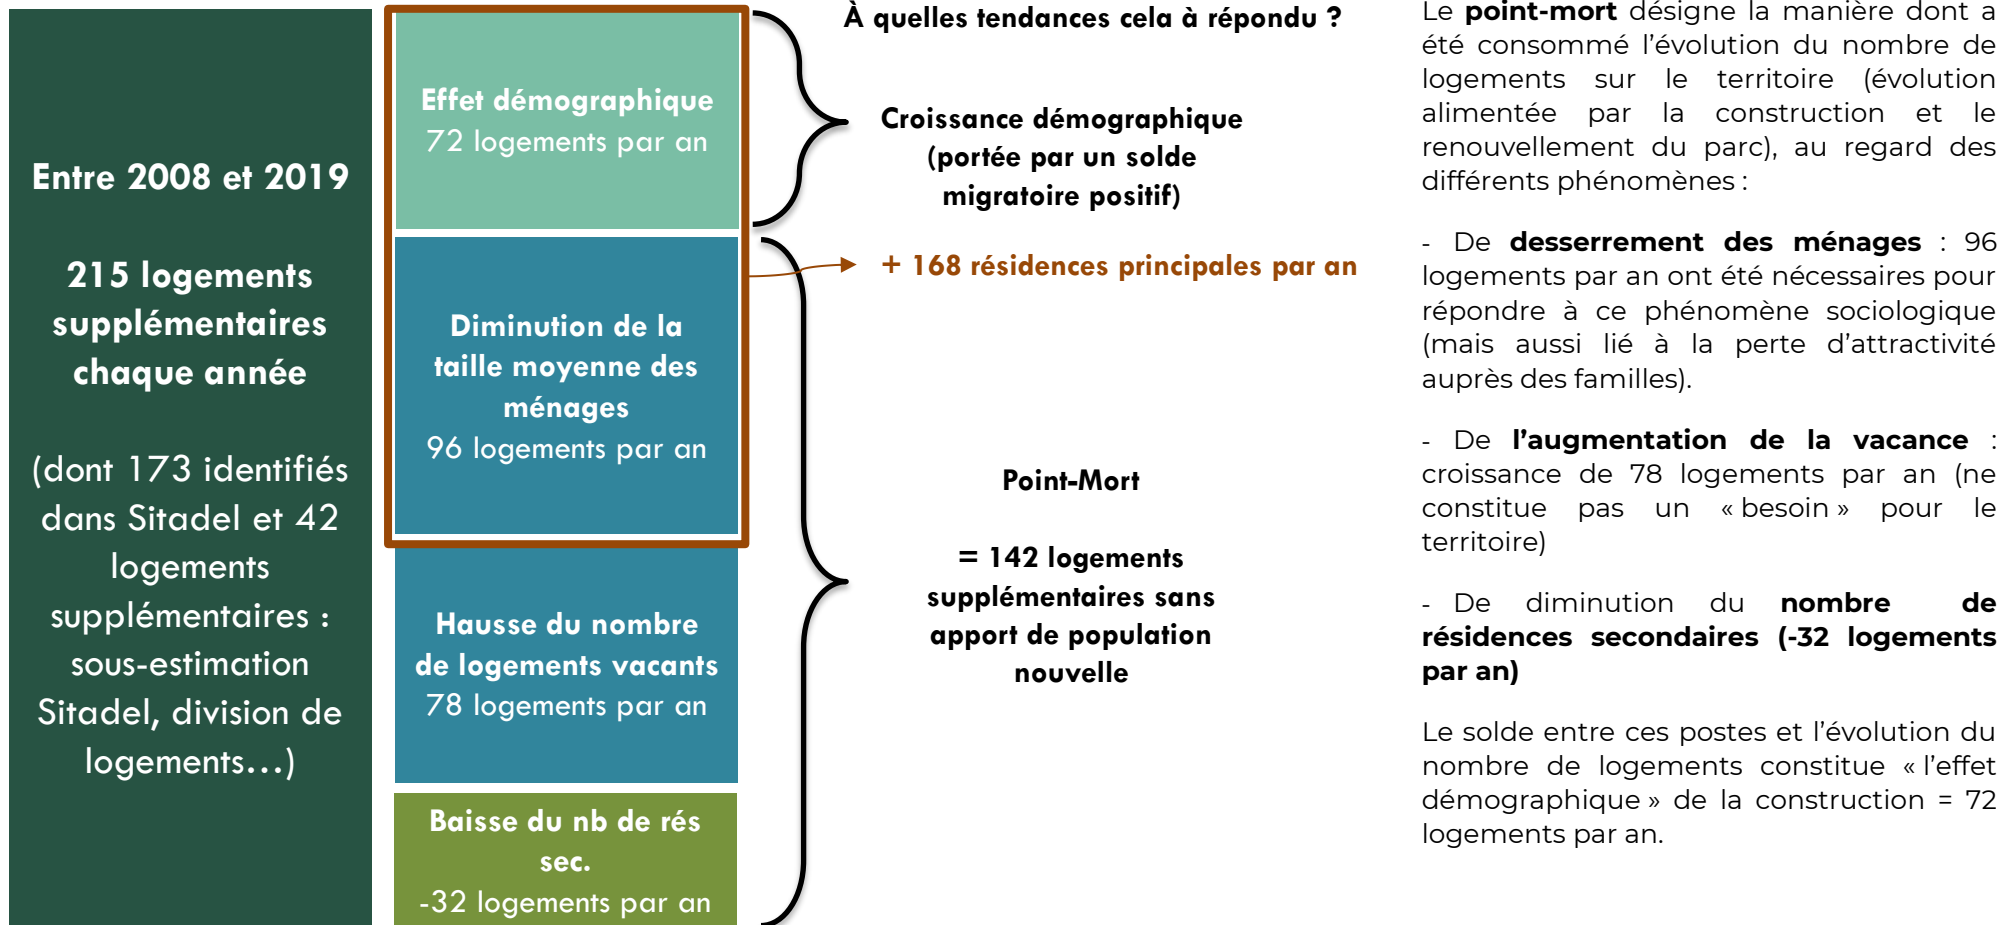 Entre 2008 et 2019
215 logements
supplémentaires
chaque année
(dont 173 identifiés
dans Sitadel et 42
logements
supplémentaires :
sous-estimation
Sitadel, division de
logements…)
Effet démographique
72 logements par an
Diminution de la
taille moyenne des
ménages
96 logements par an
Hausse du nombre
de logements vacants
78 logements par an
Baisse du nb de rés
sec.
-32 logements par an
À quelles tendances cela à répondu ?
Croissance démographique
(portée par un solde
migratoire positif)
+ 168 résidences principales par an
Point-Mort
= 142 logements
supplémentaires sans
apport de population
nouvelle
Le point-mort désigne la manière dont a
été consommé l’évolution du nombre de
logements sur le territoire (évolution
alimentée par la construction et le
renouvellement du parc), au regard des
différents phénomènes :
- De desserrement des ménages : 96
logements par an ont été nécessaires pour
répondre à ce phénomène sociologique
(mais aussi lié à la perte d’attractivité
auprès des familles).
- De l’augmentation de la vacance :
croissance de 78 logements par an (ne
constitue pas un « besoin » pour le
territoire)
- De diminution du nombre de
résidences secondaires (-32 logements
par an)
Le solde entre ces postes et l’évolution du
nombre de logements constitue « l’effet
démographique » de la construction = 72
logements par an.